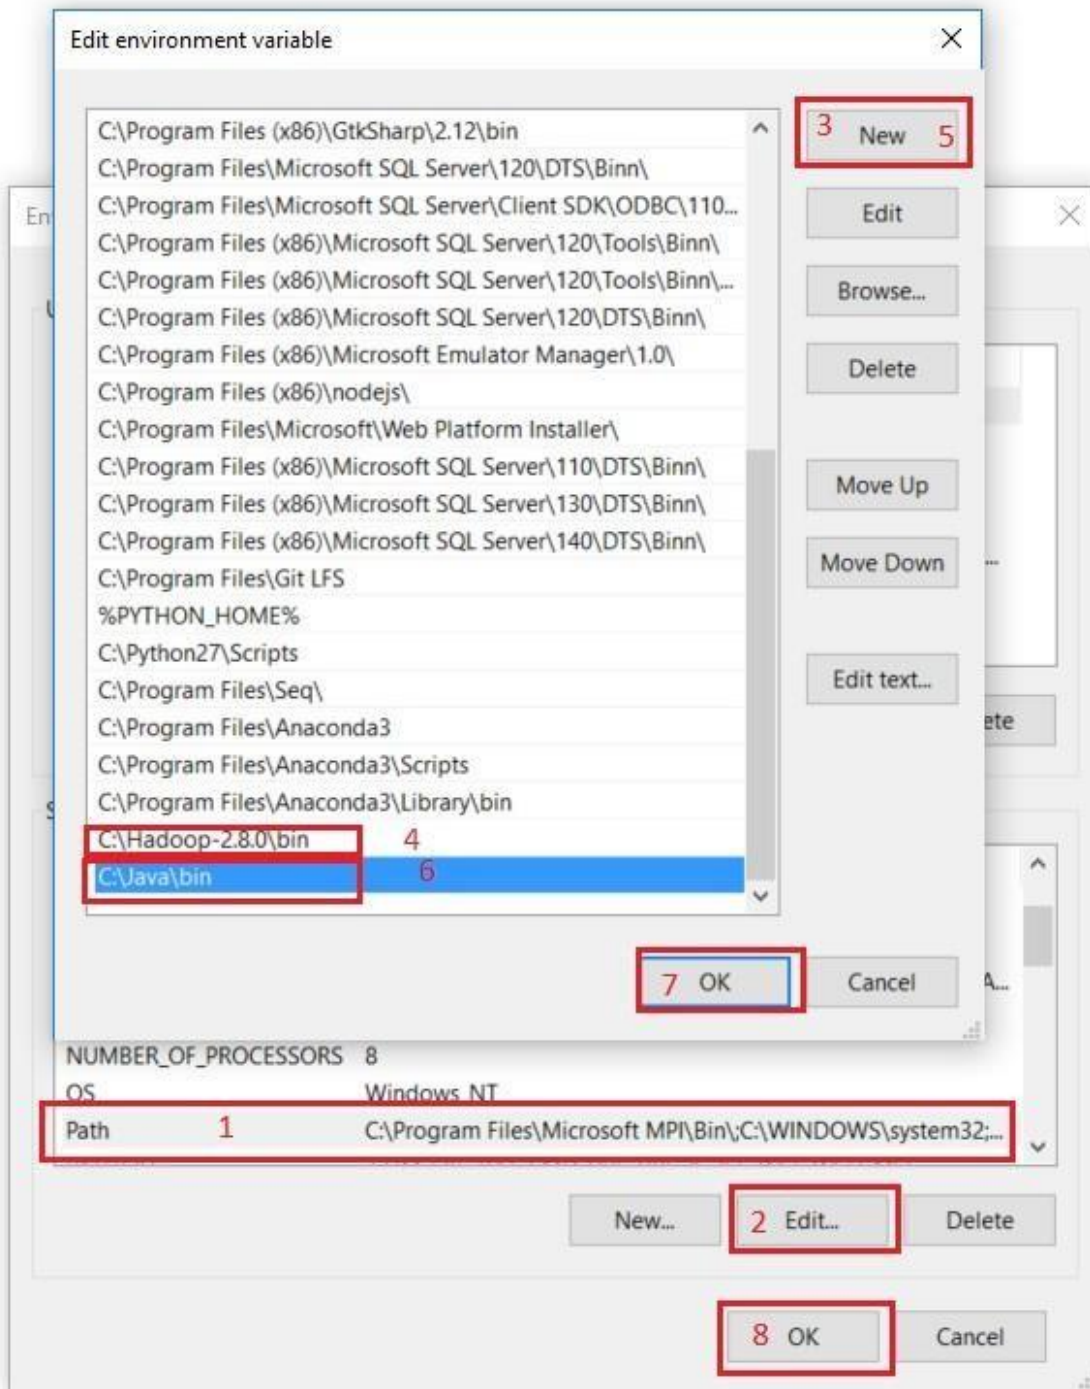 Edit environment variable
C:\Program Files (x86)\GtkSharp\2.12\bin
C:\Program Files\Microsoft SQL Server\120\DTS\Binn\
C:\Program Files\Microsoft SQL Server\Client SDK\ODBC\110...
C:\Program Files (x86)\Microsoft SQL Server\120\Tools\Binn\
C:\Program Files (x86)\Microsoft SQL Server\120\Tools\Binn\...
C:\Program Files (x86)\Microsoft SQL Server\120\DTS\Binn\
C:\Program Files (x86)\Microsoft Emulator Manager\1.0\
C:\Program Files (x86)\nodejs\
C:\Program Files\Microsoft\Web Platform Installer\
C:\Program Files (x86)\Microsoft SQL Server\110\DTS\Binn\
C:\Program Files (x86)\Microsoft SQL Server\130\DTS\Binn\
C:\Program Files (x86)\Microsoft SQL Server\140\DTS\Binn\
C:\Program Files\Git LFS
%PYTHON_HOME%
C:\Python27\Scripts
C:\Program Files\Seq\
C:\Program Files\Anaconda3
C:\Program Files\Anaconda3\Scripts
C:\Program Files\Anaconda3\Library\bin
C:\Hadoop-2.8.0\bin 4
C:\Java\bin 6
3 New 5
Edit
Browse...
Delete
Move Up
Move Down
Edit text...
7 OK
Cancel
En
...
ete
A...
NUMBER_OF_PROCESSORS 8
OS Windows_NT
Path 1 C:\Program Files\Microsoft MPI\Bin\;C:\WINDOWS\system32;...
New...
2 Edit...
Delete
8 OK
Cancel